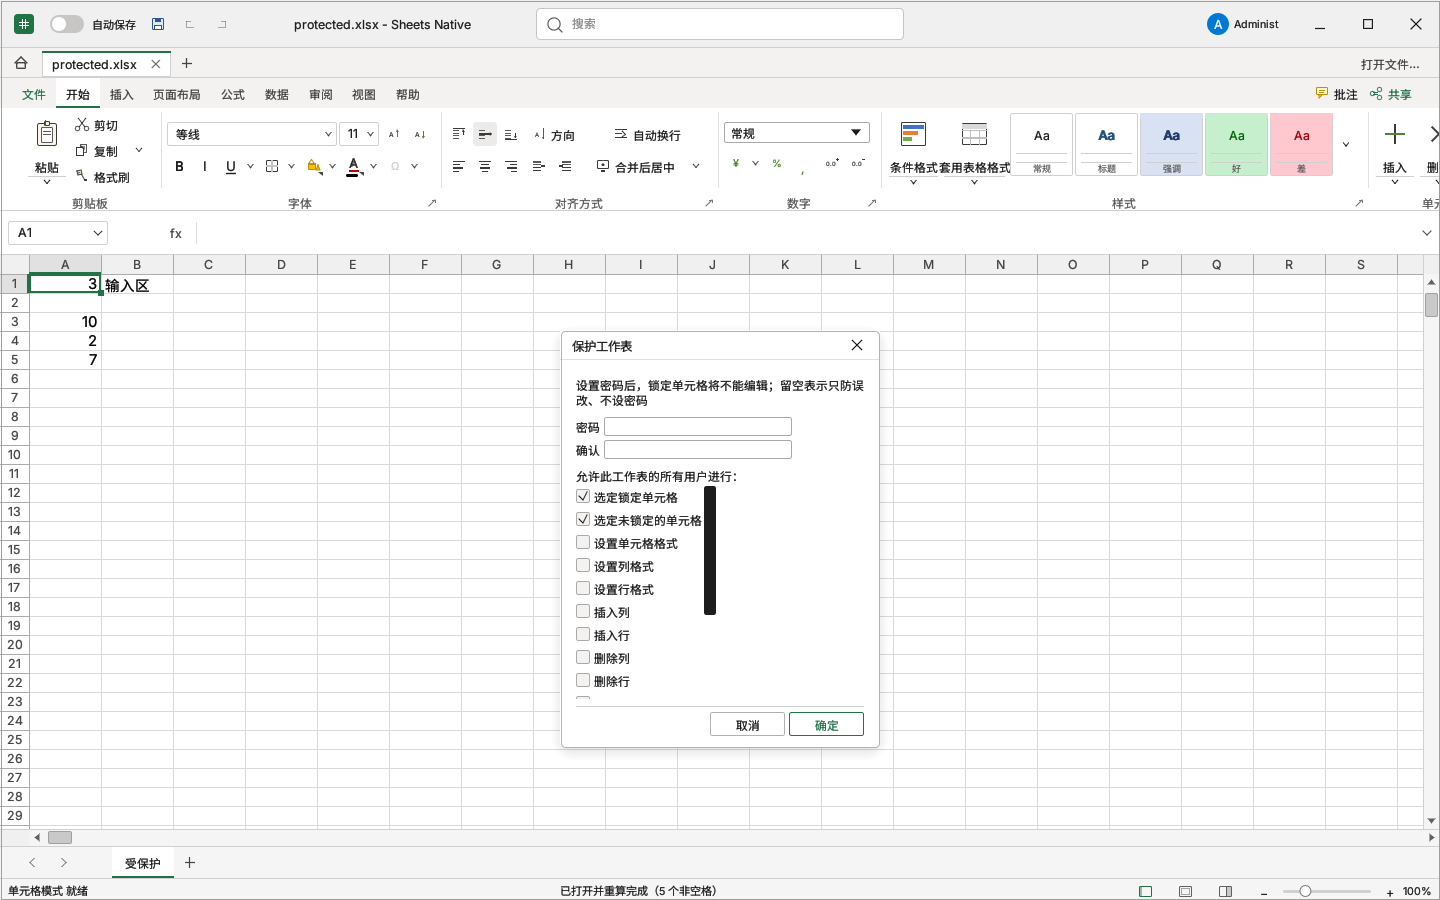 自动保存
protected.xlsx - Sheets Native
搜索
A
Administ
protected.xlsx
打开文件...
文件 开始 插入 页面布局 公式 数据 审阅 视图 帮助
批注 共享
粘贴
剪切
复制
格式刷
剪贴板
等线
11
B I U
字体
方向
自动换行
合并后居中
对齐方式
常规
¥ % ,
数字
条件格式
套用表格格式
Aa 常规
Aa 标题
Aa 强调
Aa 好
Aa 差
样式
插入
删
单元
A1
fx
A B C D E F G H I J K L M N O P Q R S
1 3 输入区
2
3 10
4 2
5 7
6
7
8
9
10
11
12
13
14
15
16
17
18
19
20
21
22
23
24
25
26
27
28
29
保护工作表
设置密码后，锁定单元格将不能编辑；留空表示只防误
改、不设密码
密码
确认
允许此工作表的所有用户进行：
选定锁定单元格
选定未锁定的单元格
设置单元格格式
设置列格式
设置行格式
插入列
插入行
删除列
删除行
取消
确定
受保护
单元格模式 就绪
已打开并重算完成（5 个非空格）
100%